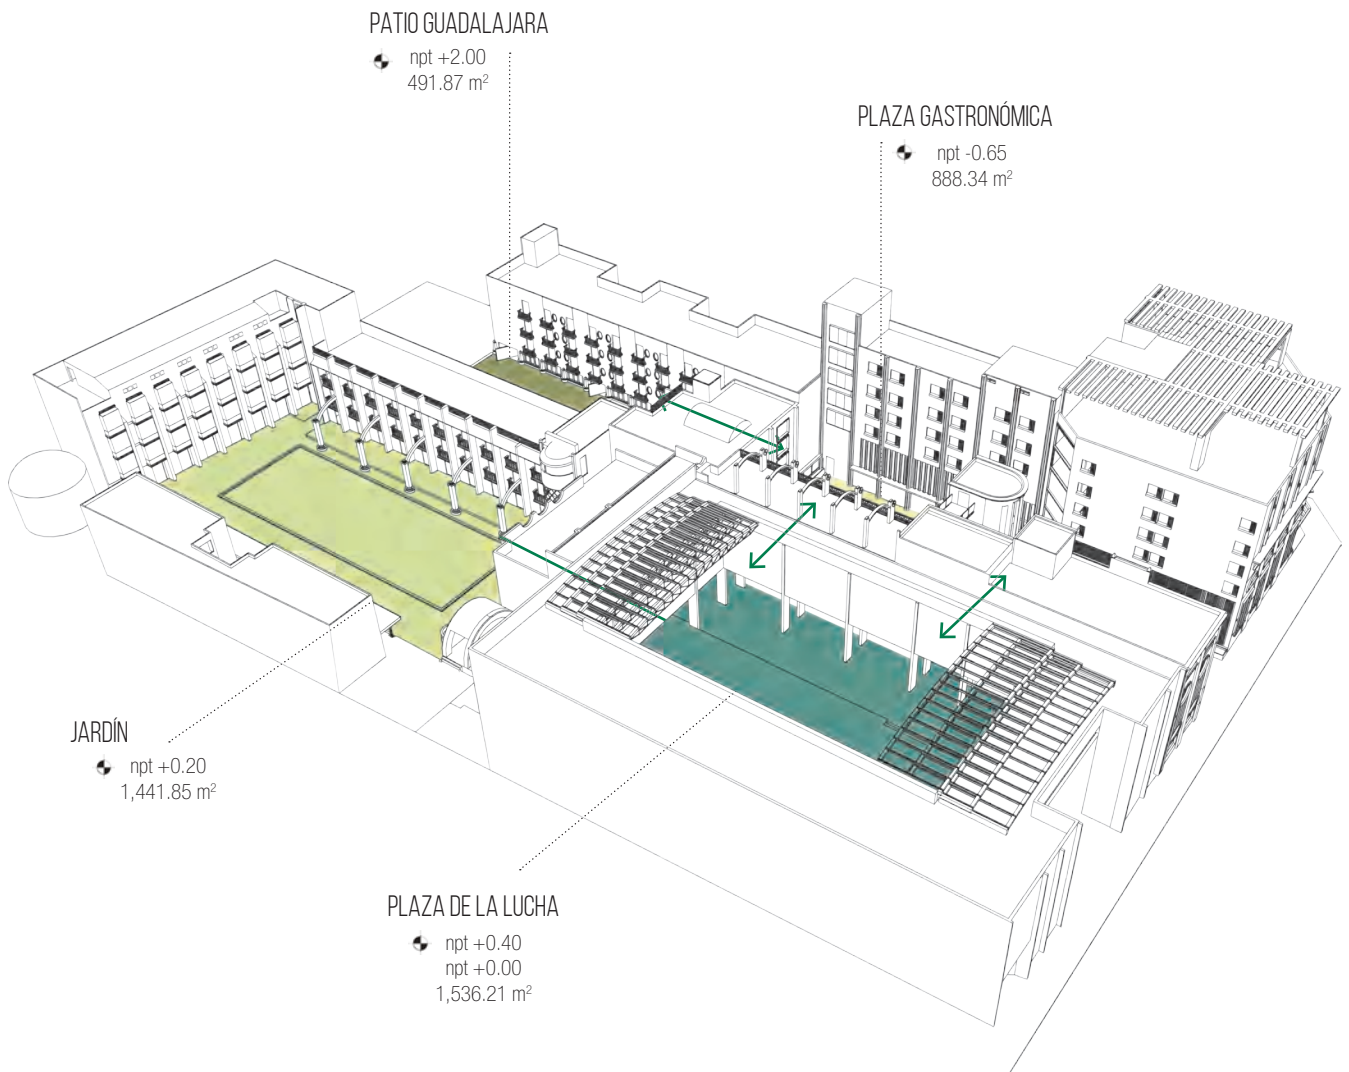 PATIO GUADALAJARA
npt +2.00
491.87 m²
PLAZA GASTRONÓMICA
npt -0.65
888.34 m²
JARDÍN
npt +0.20
1,441.85 m²
PLAZA DE LA LUCHA
npt +0.40
npt +0.00
1,536.21 m²